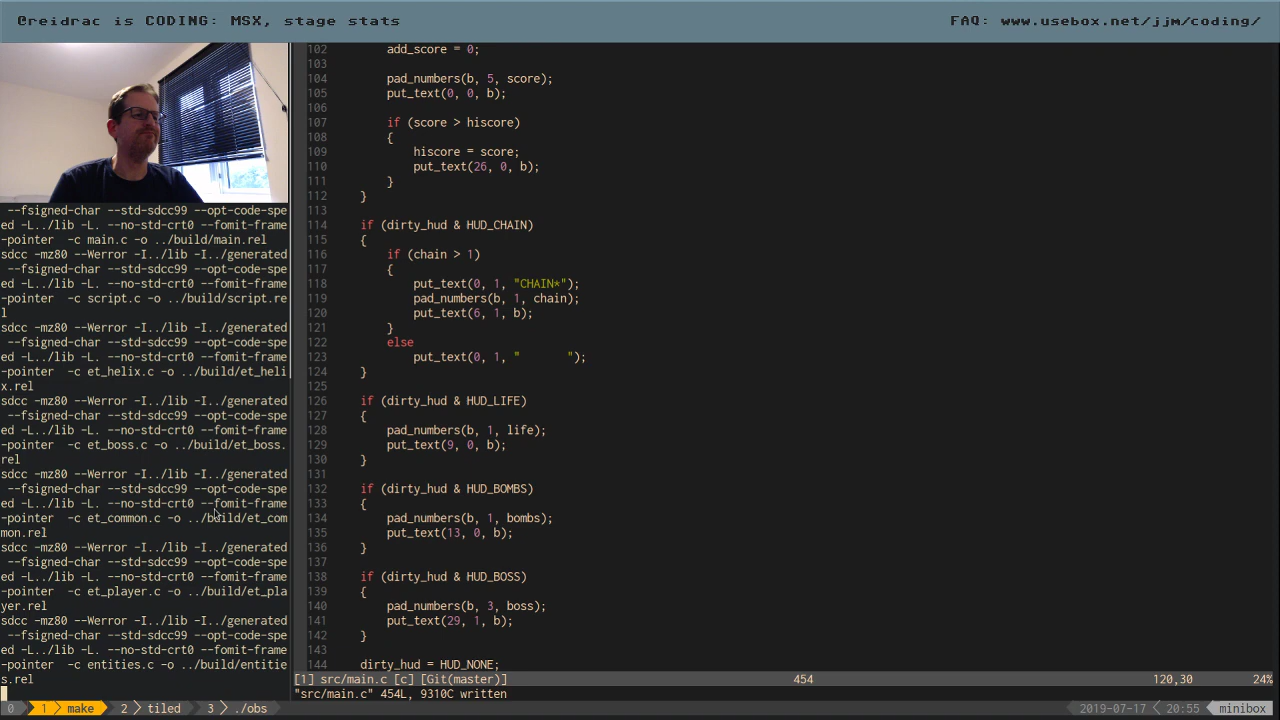 @reidrac is CODING: MSX, stage stats
FAQ: www.usebox.net/jjm/coding/
--fsigned-char --std-sdcc99 --opt-code-spe
ed -L../lib -L. --no-std-crt0 --fomit-frame
-pointer  -c main.c -o ../build/main.rel
sdcc -mz80 --Werror -I../lib -I../generated
--fsigned-char --std-sdcc99 --opt-code-spe
ed -L../lib -L. --no-std-crt0 --fomit-frame
-pointer  -c script.c -o ../build/script.re
l
sdcc -mz80 --Werror -I../lib -I../generated
--fsigned-char --std-sdcc99 --opt-code-spe
ed -L../lib -L. --no-std-crt0 --fomit-frame
-pointer  -c et_helix.c -o ../build/et_heli
x.rel
sdcc -mz80 --Werror -I../lib -I../generated
--fsigned-char --std-sdcc99 --opt-code-spe
ed -L../lib -L. --no-std-crt0 --fomit-frame
-pointer  -c et_boss.c -o ../build/et_boss.
rel
sdcc -mz80 --Werror -I../lib -I../generated
--fsigned-char --std-sdcc99 --opt-code-spe
ed -L../lib -L. --no-std-crt0 --fomit-frame
-pointer  -c et_common.c -o ../build/et_com
mon.rel
sdcc -mz80 --Werror -I../lib -I../generated
--fsigned-char --std-sdcc99 --opt-code-spe
ed -L../lib -L. --no-std-crt0 --fomit-frame
-pointer  -c et_player.c -o ../build/et_pla
yer.rel
sdcc -mz80 --Werror -I../lib -I../generated
--fsigned-char --std-sdcc99 --opt-code-spe
ed -L../lib -L. --no-std-crt0 --fomit-frame
-pointer  -c entities.c -o ../build/entitie
s.rel
102         add_score = 0;
103
104         pad_numbers(b, 5, score);
105         put_text(0, 0, b);
106
107         if (score > hiscore)
108         {
109             hiscore = score;
110             put_text(26, 0, b);
111         }
112     }
113
114     if (dirty_hud & HUD_CHAIN)
115     {
116         if (chain > 1)
117         {
118             put_text(0, 1, "CHAIN*");
119             pad_numbers(b, 1, chain);
120             put_text(6, 1, b);
121         }
122         else
123             put_text(0, 1, "       ");
124     }
125
126     if (dirty_hud & HUD_LIFE)
127     {
128         pad_numbers(b, 1, life);
129         put_text(9, 0, b);
130     }
131
132     if (dirty_hud & HUD_BOMBS)
133     {
134         pad_numbers(b, 1, bombs);
135         put_text(13, 0, b);
136     }
137
138     if (dirty_hud & HUD_BOSS)
139     {
140         pad_numbers(b, 3, boss);
141         put_text(29, 1, b);
142     }
143
144     dirty_hud = HUD_NONE;
[1] src/main.c [c] [Git(master)] 454 120,30 24%
"src/main.c" 454L, 9310C written
0 1 make 2 tiled 3 ./obs 2019-07-17 20:55 minibox